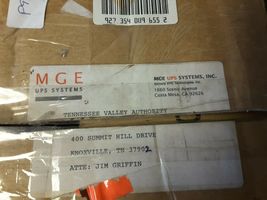 927 354 009 655 2
MGE
UPS SYSTEMS
MGE UPS SYSTEMS, INC.
1660 Scenic Avenue
Costa Mesa, CA 92626
TENNESSEE VALLEY AUTHORITY
400 SUMMIT HILL DRIVE
KNOXVILLE, TN 37902
ATTE: JIM GRIFFIN